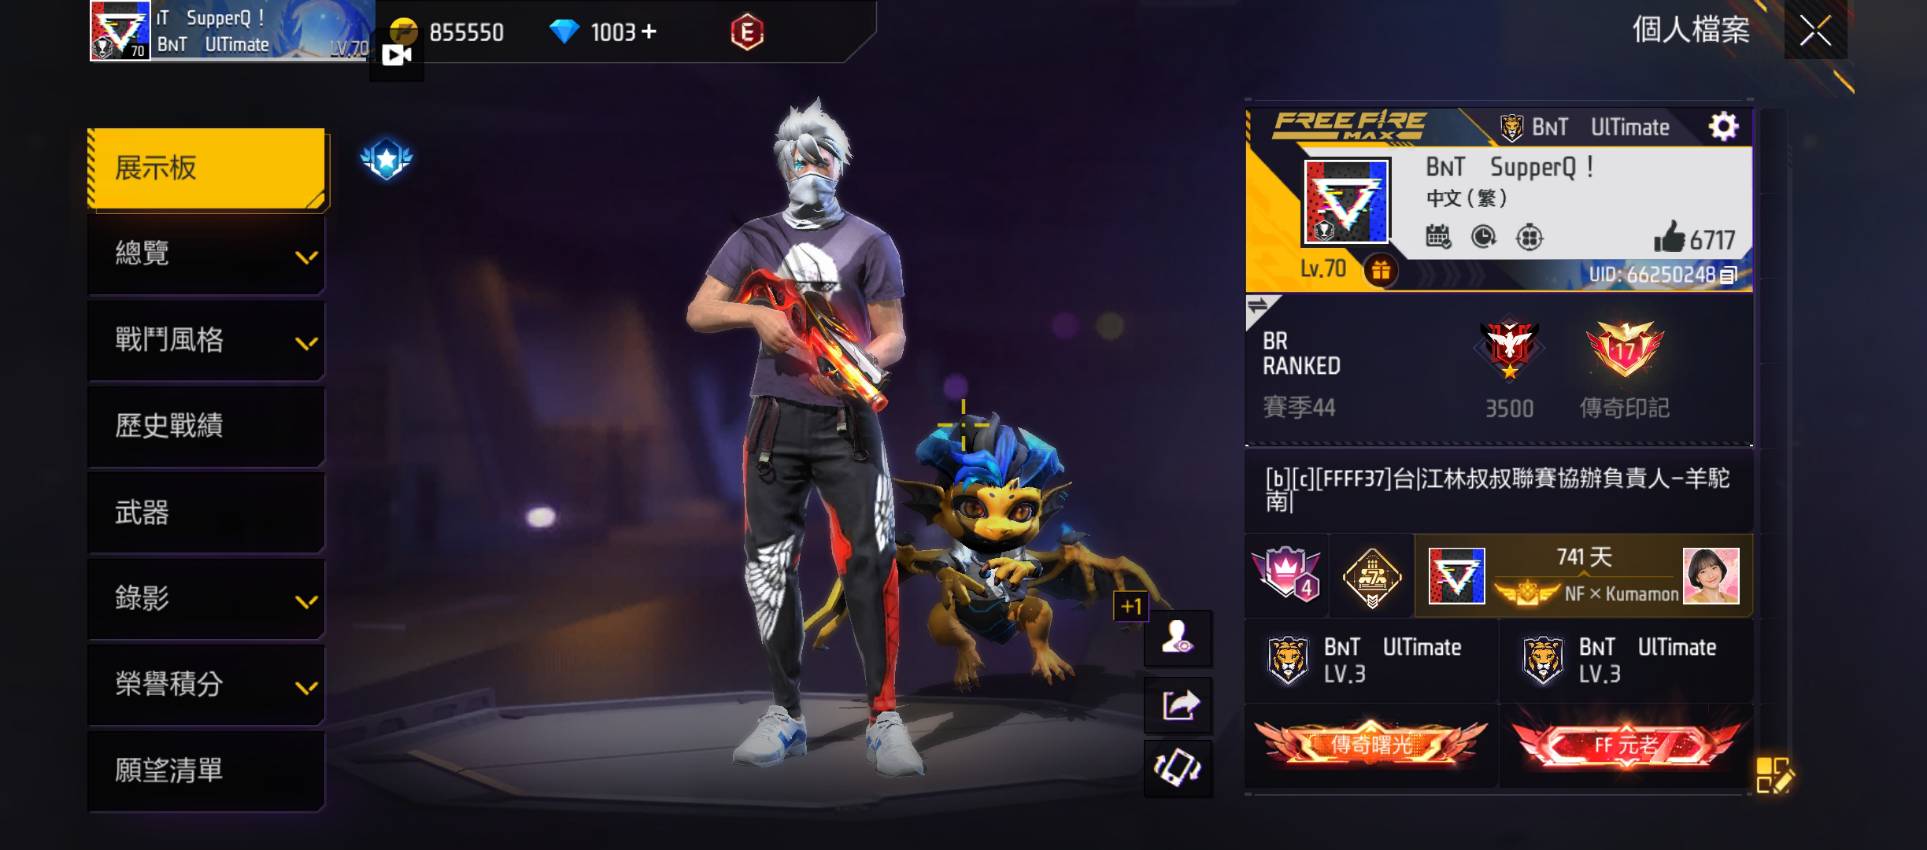 iT SupperQ！
BNT UlTimate
LV.70
70
855550
1003 +
E
個人檔案
展示板
總覽
戰鬥風格
歷史戰績
武器
錄影
榮譽積分
願望清單
+1
FREE FIRE
MAX
BNT UlTimate
BNT SupperQ！
中文（繁）
6717
Lv.70
UID: 66250248
BR
RANKED
賽季44
3500
17
傳奇印記
[b][c][FFFF37]台|江林叔叔聯賽協辦負責人–羊駝
南|
4
741 天
NF × Kumamon
BNT UlTimate
LV.3
BNT UlTimate
LV.3
傳奇曙光
FF 元老